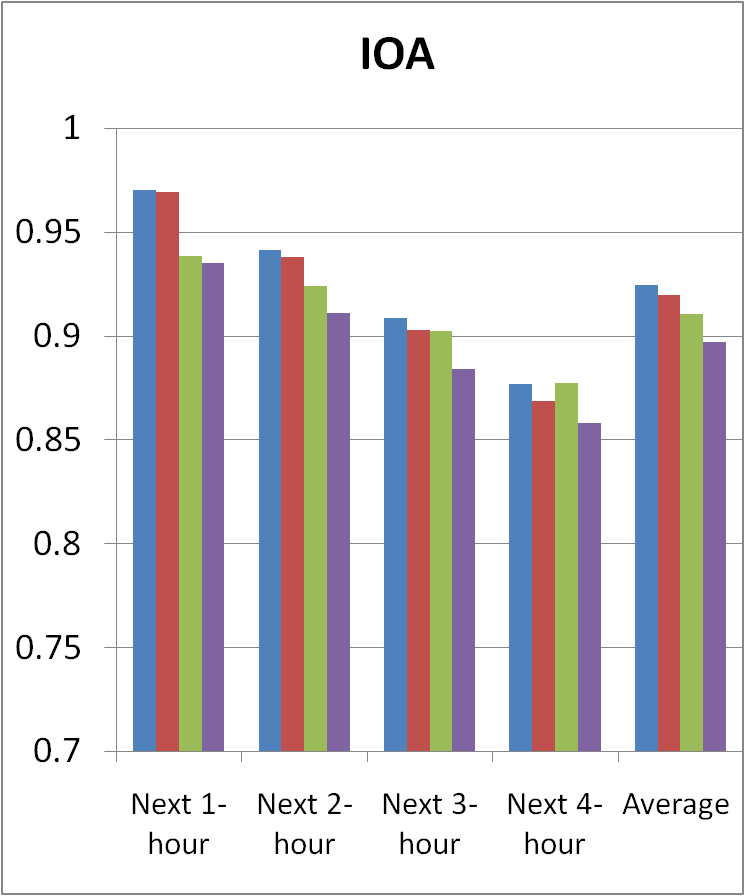 IOA
1
0.95
0.9
0.85
0.8
0.75
0.7
Next 1-
hour
Next 2-
hour
Next 3-
hour
Next 4-
hour
Average